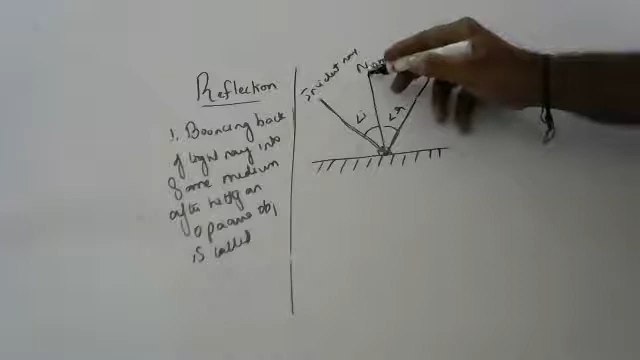 Reflection
1. Bouncing back
of light ray into
same medium
after hitting an
opaque obj
is called
Incident ray
Nor
∠i
∠r